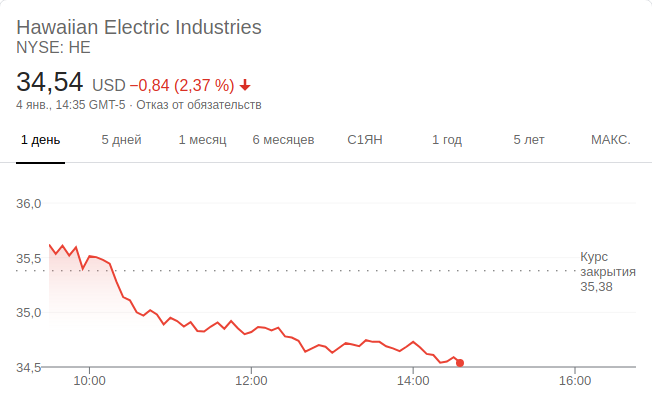 Hawaiian Electric Industries
NYSE: HE
34,54 USD −0,84 (2,37 %)
4 янв., 14:35 GMT-5 · Отказ от обязательств
1 день 5 дней 1 месяц 6 месяцев С1ЯН 1 год 5 лет МАКС.
36,0
35,5
35,0
34,5
Курс
закрытия
35,38
10:00 12:00 14:00 16:00